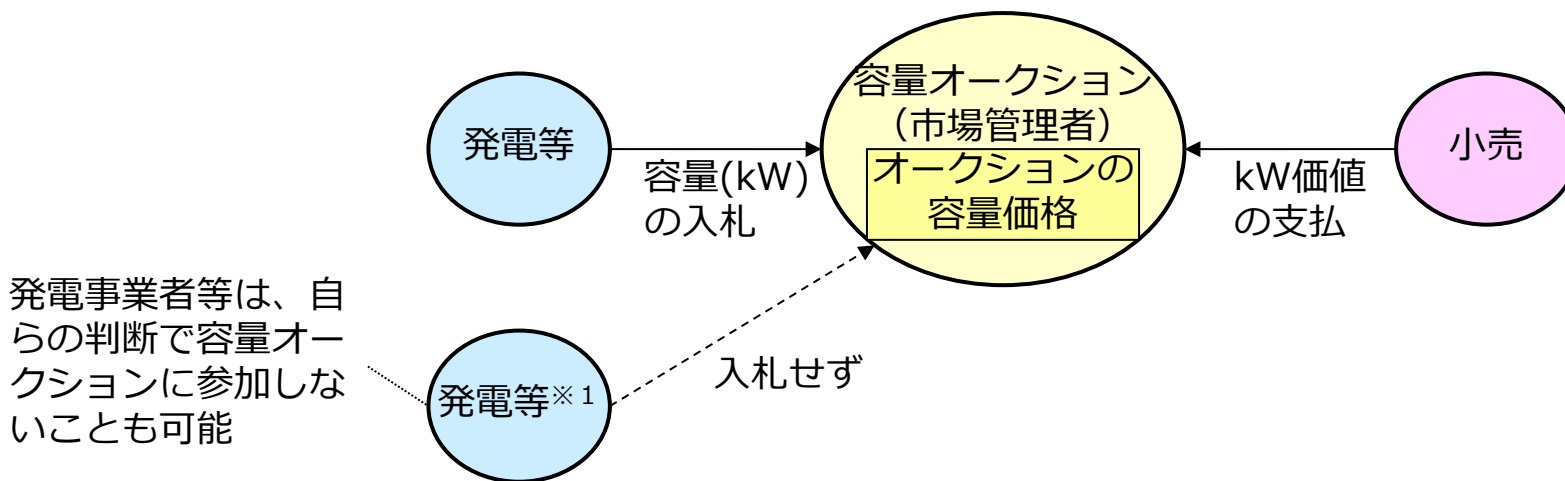 発電等
容量(kW)
の入札
容量オークション
（市場管理者）
オークションの
容量価格
kW価値
の支払
小売
発電事業者等は、自
らの判断で容量オー
クションに参加しな
いことも可能
発電等※１
入札せず